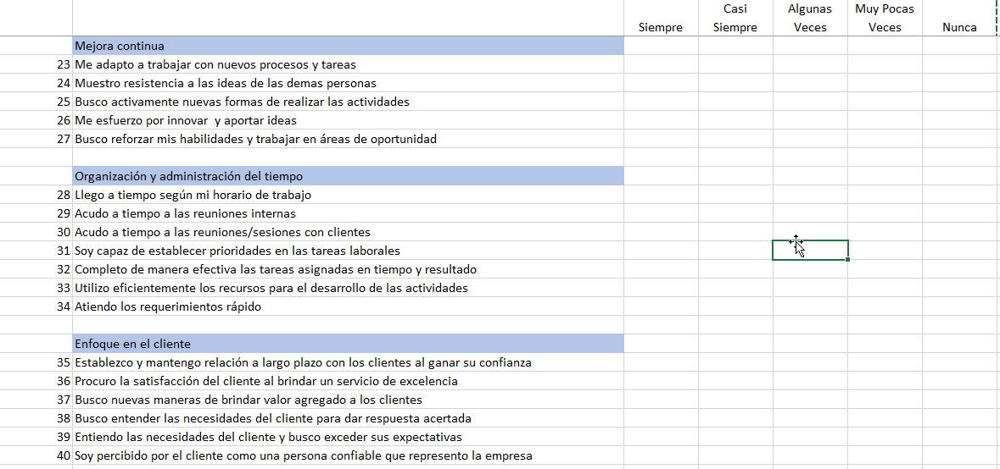 Casi Algunas Muy Pocas
Siempre Siempre Veces Veces Nunca
Mejora continua
23 Me adapto a trabajar con nuevos procesos y tareas
24 Muestro resistencia a las ideas de las demas personas
25 Busco activamente nuevas formas de realizar las actividades
26 Me esfuerzo por innovar  y aportar ideas
27 Busco reforzar mis habilidades y trabajar en áreas de oportunidad
Organización y administración del tiempo
28 Llego a tiempo según mi horario de trabajo
29 Acudo a tiempo a las reuniones internas
30 Acudo a tiempo a las reuniones/sesiones con clientes
31 Soy capaz de establecer prioridades en las tareas laborales
32 Completo de manera efectiva las tareas asignadas en tiempo y resultado
33 Utilizo eficientemente los recursos para el desarrollo de las actividades
34 Atiendo los requerimientos rápido
Enfoque en el cliente
35 Establezco y mantengo relación a largo plazo con los clientes al ganar su confianza
36 Procuro la satisfacción del cliente al brindar un servicio de excelencia
37 Busco nuevas maneras de brindar valor agregado a los clientes
38 Busco entender las necesidades del cliente para dar respuesta acertada
39 Entiendo las necesidades del cliente y busco exceder sus expectativas
40 Soy percibido por el cliente como una persona confiable que represento la empresa